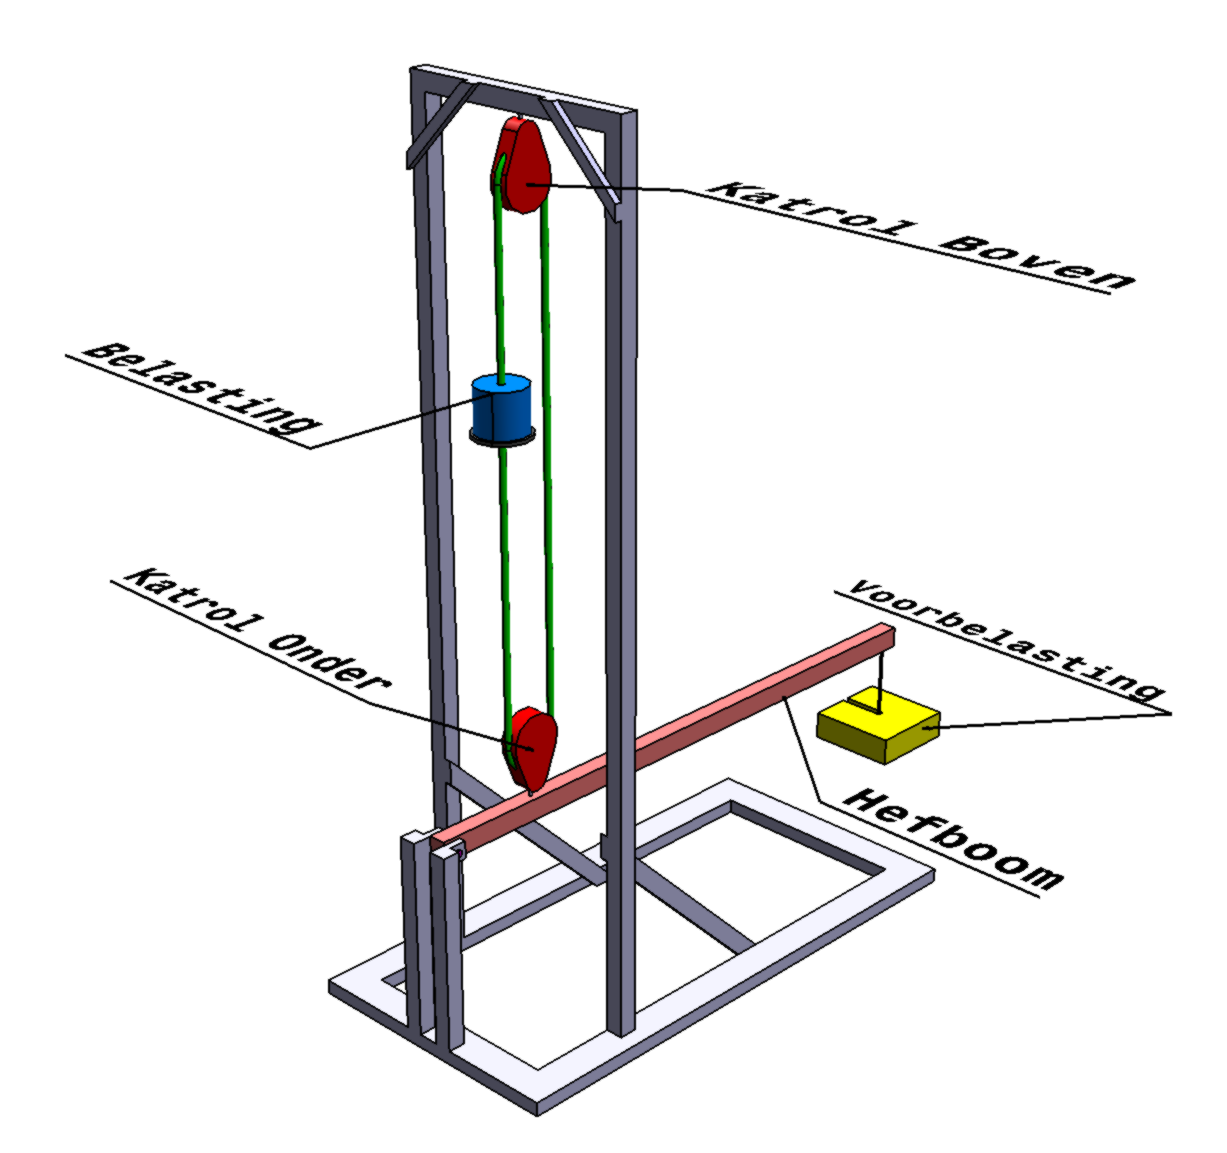 Katrol Boven
Belasting
Katrol Onder
Voorbelasting
Hefboom